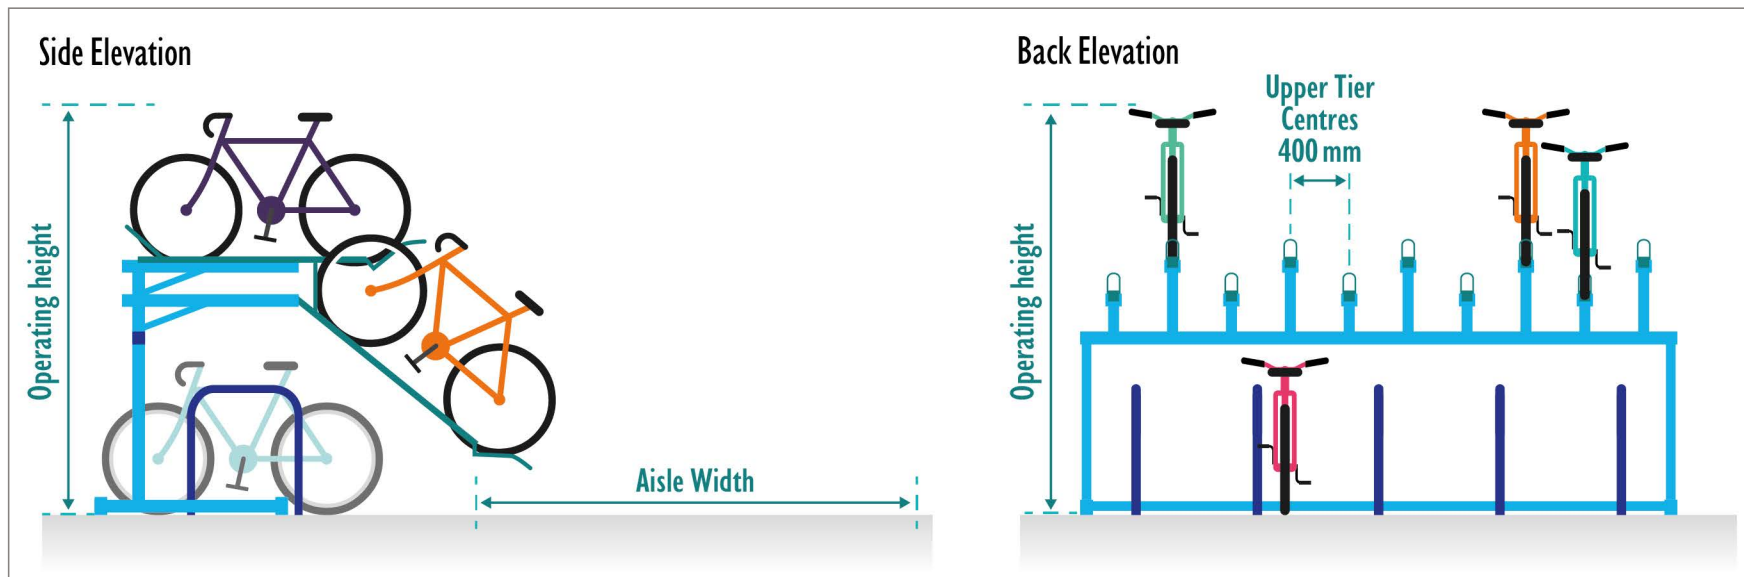 Side Elevation
Operating height
Aisle Width
Back Elevation
Upper Tier
Centres
400 mm
Operating height